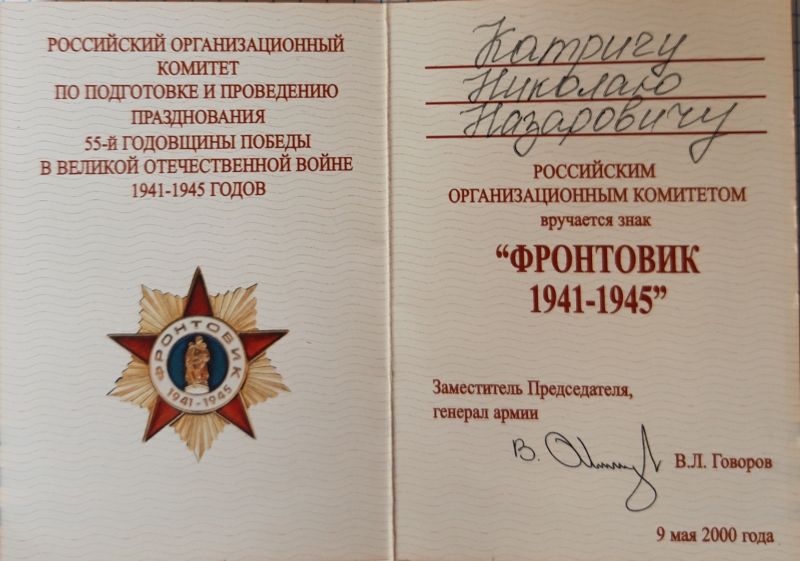 РОССИЙСКИЙ ОРГАНИЗАЦИОННЫЙ
КОМИТЕТ
ПО ПОДГОТОВКЕ И ПРОВЕДЕНИЮ
ПРАЗДНОВАНИЯ
55-й ГОДОВЩИНЫ ПОБЕДЫ
В ВЕЛИКОЙ ОТЕЧЕСТВЕННОЙ ВОЙНЕ
1941-1945 ГОДОВ
ФРОНТОВИК
1941-1945
Катричу
Николаю
Назаровичу
РОССИЙСКИМ
ОРГАНИЗАЦИОННЫМ КОМИТЕТОМ
вручается знак
“ФРОНТОВИК
1941-1945”
Заместитель Председателя,
генерал армии
В.Л. Говоров
9 мая 2000 года